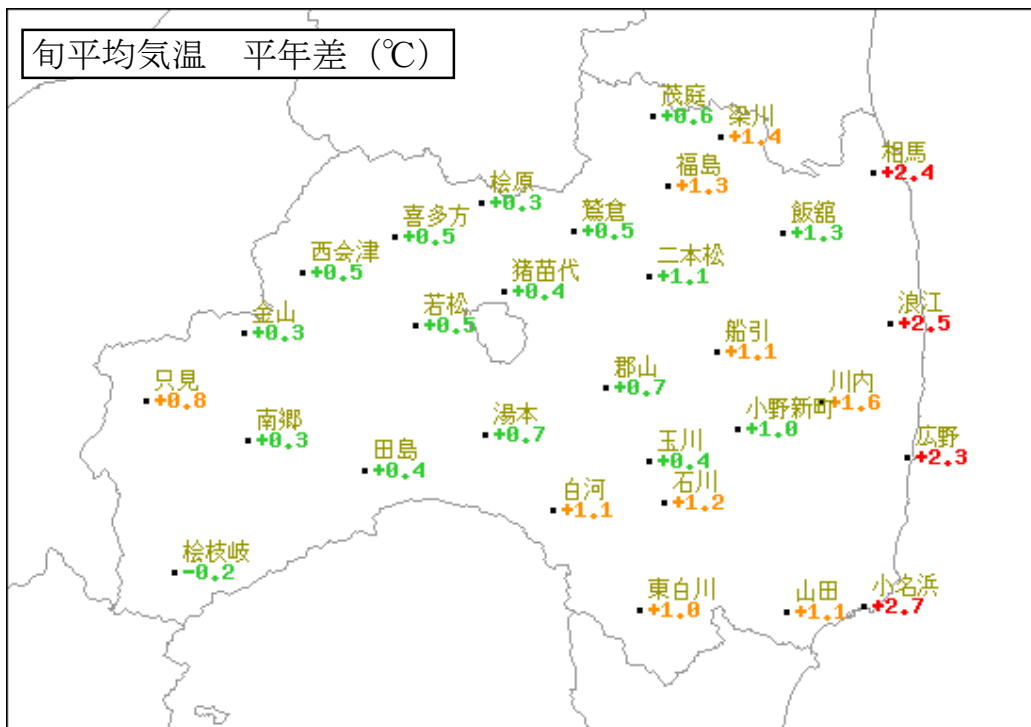 旬平均気温　平年差（℃）
茂庭
+0.6
梁川
+1.4
相馬
+2.4
福島
+1.3
桧原
+0.3
鷲倉
+0.5
飯舘
+1.3
喜多方
+0.5
西会津
+0.5
二本松
+1.1
猪苗代
+0.4
金山
+0.3
若松
+0.5
浪江
+2.5
船引
+1.1
只見
+0.8
郡山
+0.7
川内
+1.6
南郷
+0.3
湯本
+0.7
小野新町
+1.0
田島
+0.4
玉川
+0.4
広野
+2.3
白河
+1.1
石川
+1.2
桧枝岐
-0.2
東白川
+1.0
山田
+1.1
小名浜
+2.7